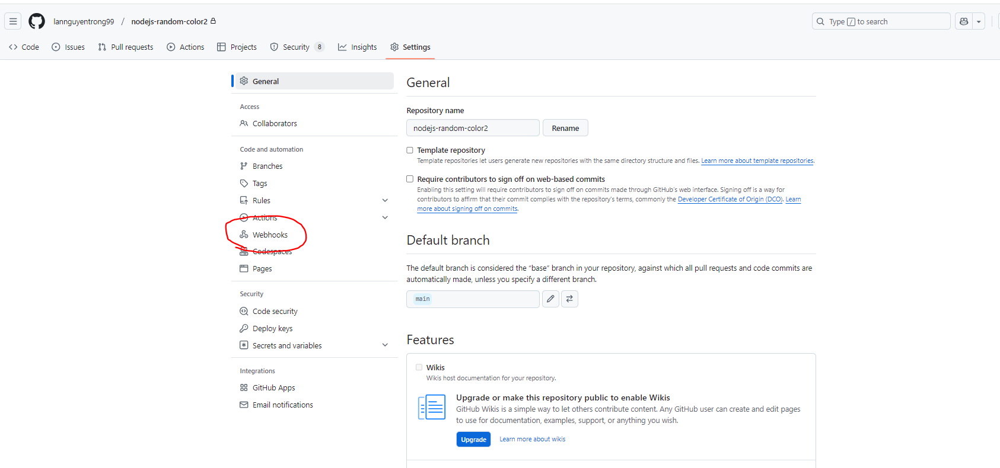 lannguyentrong99 / nodejs-random-color2
Type / to search
Code Issues Pull requests Actions Projects Security 8 Insights Settings
General
Access
Collaborators
Code and automation
Branches
Tags
Rules
Actions
Webhooks
Codespaces
Pages
Security
Code security
Deploy keys
Secrets and variables
Integrations
GitHub Apps
Email notifications
General
Repository name
nodejs-random-color2 Rename
Template repository
Template repositories let users generate new repositories with the same directory structure and files. Learn more about template repositories.
Require contributors to sign off on web-based commits
Enabling this setting will require contributors to sign off on commits made through GitHub's web interface. Signing off is a way for
contributors to affirm that their commit complies with the repository's terms, commonly the Developer Certificate of Origin (DCO). Learn
more about signing off on commits.
Default branch
The default branch is considered the “base” branch in your repository, against which all pull requests and code commits are
automatically made, unless you specify a different branch.
main
Features
Wikis
Wikis host documentation for your repository.
Upgrade or make this repository public to enable Wikis
GitHub Wikis is a simple way to let others contribute content. Any GitHub user can create and edit pages
to use for documentation, examples, support, or anything you wish.
Upgrade Learn more about wikis